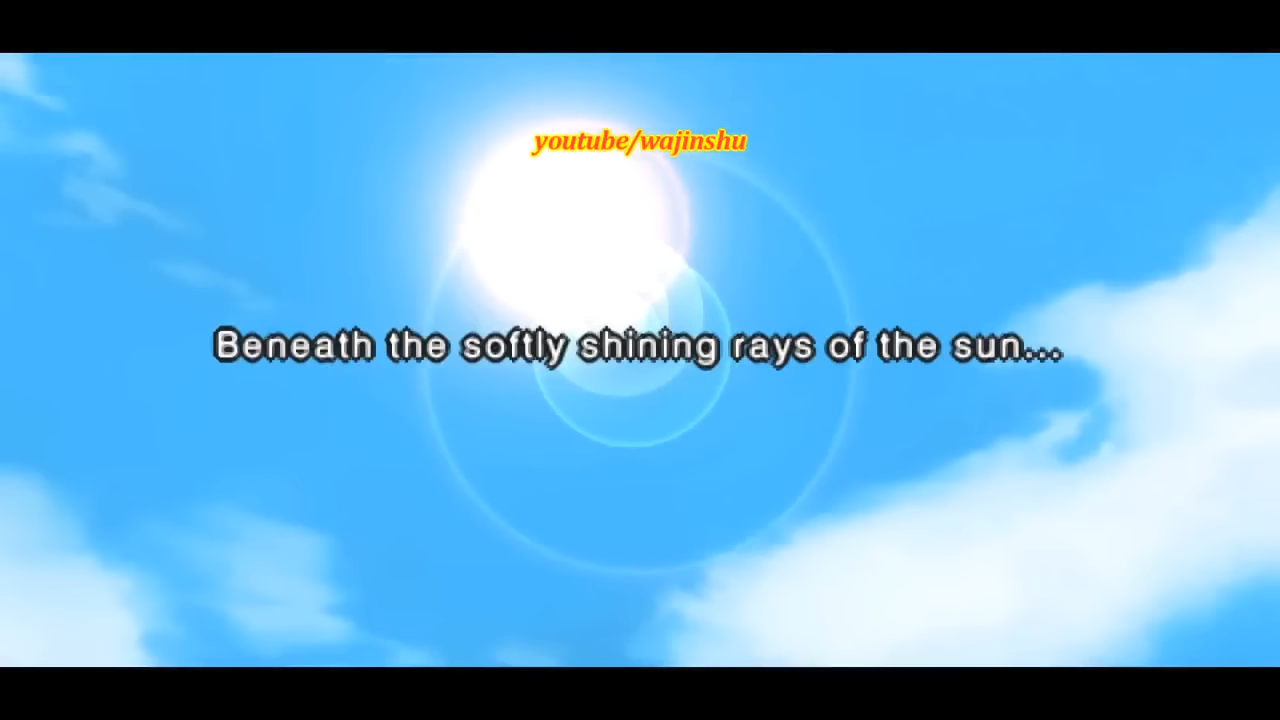 youtube/wajinshu
Beneath the softly shining rays of the sun...